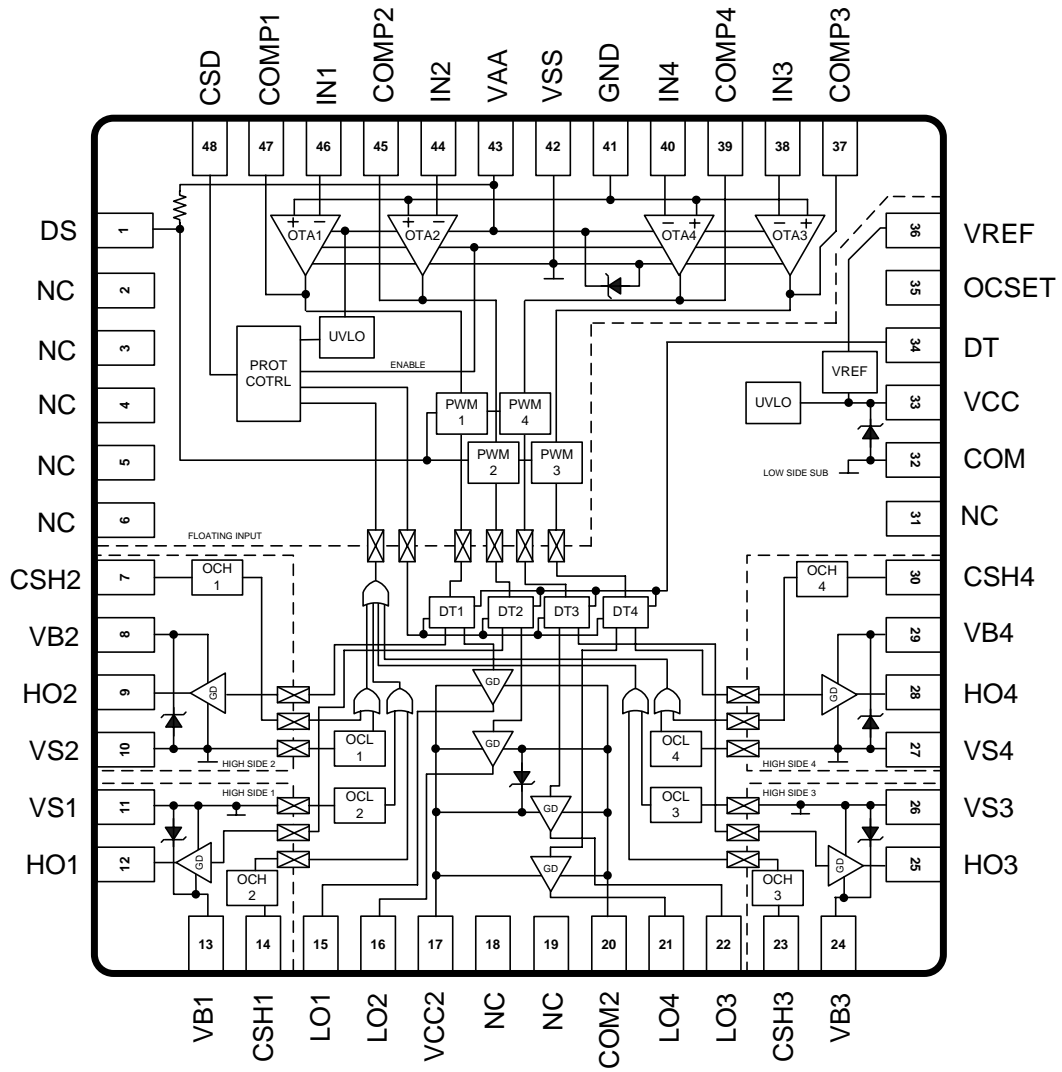 CSD
COMP1
IN1
COMP2
IN2
VAA
VSS
GND
IN4
COMP4
IN3
COMP3
48
47
46
45
44
43
42
41
40
39
38
37
DS
1
NC
2
NC
3
NC
4
NC
5
NC
6
CSH2
7
VB2
8
HO2
9
VS2
10
VS1
11
HO1
12
36
VREF
35
OCSET
34
DT
33
VCC
32
COM
31
NC
30
CSH4
29
VB4
28
HO4
27
VS4
26
VS3
25
HO3
+ −
OTA1
+ −
OTA2
− +
OTA4
− +
OTA3
UVLO
PROT
COTRL
ENABLE
PWM
1
PWM
4
PWM
2
PWM
3
VREF
UVLO
LOW SIDE SUB
FLOATING INPUT
OCH
1
OCH
4
DT1
DT2
DT3
DT4
GD
GD
GD
GD
GD
GD
GD
GD
OCL
1
OCL
4
HIGH SIDE 2
HIGH SIDE 4
HIGH SIDE 1
HIGH SIDE 3
OCL
2
OCL
3
OCH
2
OCH
3
13
14
15
16
17
18
19
20
21
22
23
24
VB1
CSH1
LO1
LO2
VCC2
NC
NC
COM2
LO4
LO3
CSH3
VB3